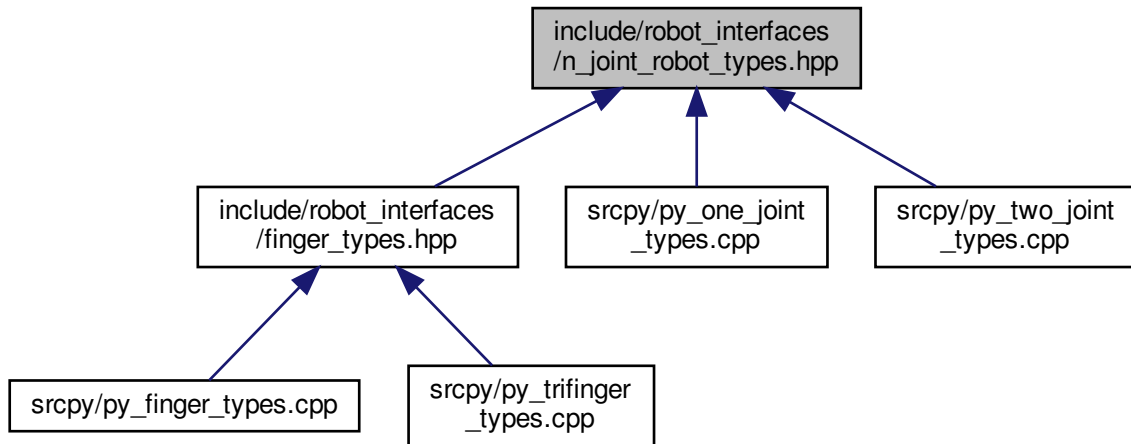 include/robot_interfaces
/n_joint_robot_types.hpp
include/robot_interfaces
/finger_types.hpp
srcpy/py_one_joint
_types.cpp
srcpy/py_two_joint
_types.cpp
srcpy/py_finger_types.cpp
srcpy/py_trifinger
_types.cpp